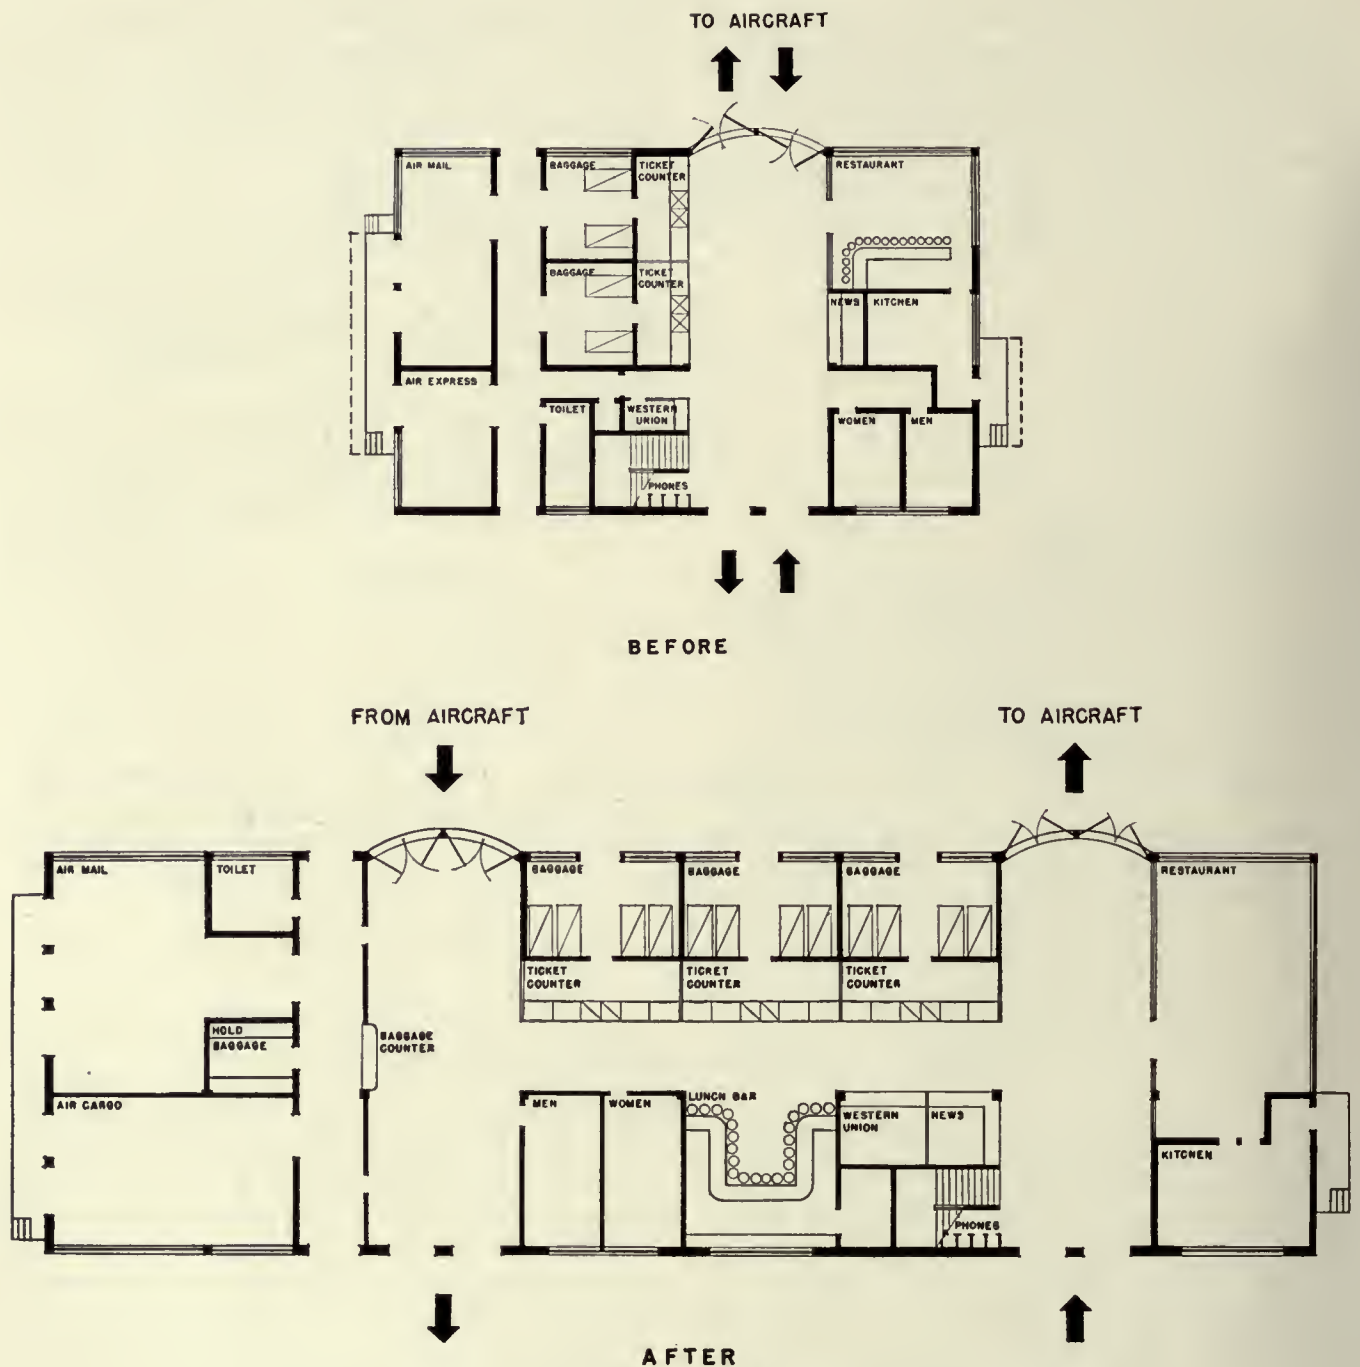 TO AIRCRAFT
AIR MAIL
BAGGAGE
TICKET
COUNTER
RESTAURANT
BAGGAGE
TICKET
COUNTER
NEWS
KITCHEN
AIR EXPRESS
TOILET
WESTERN
UNION
WOMEN
MEN
PHONES
BEFORE
FROM AIRCRAFT
TO AIRCRAFT
AIR MAIL
TOILET
BAGGAGE
BAGGAGE
BAGGAGE
RESTAURANT
TICKET
COUNTER
TICKET
COUNTER
TICKET
COUNTER
HOLD
BAGGAGE
BAGGAGE
COUNTER
AIR CARGO
MEN
WOMEN
LUNCH BAR
WESTERN
UNION
NEWS
KITCHEN
PHONES
AFTER